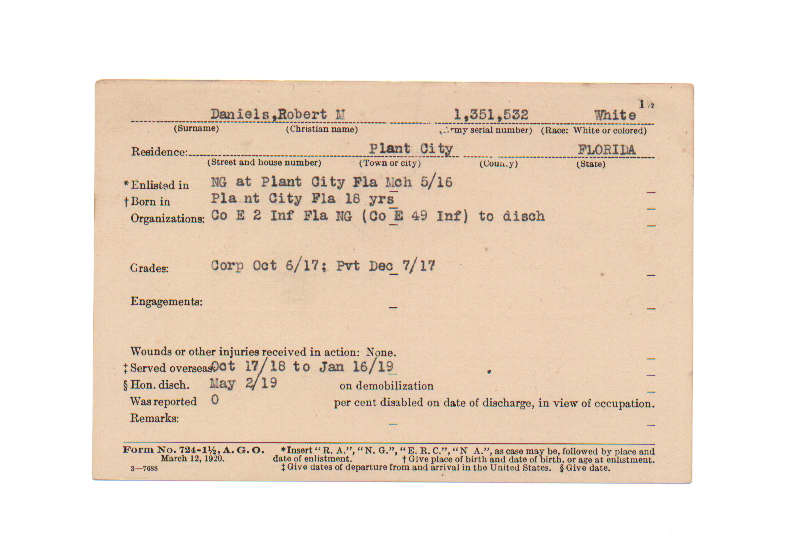 1½
Daniels,Robert M 1,351,532 White
(Surname) (Christian name) (Army serial number) (Race: White or colored)
Residence: Plant City FLORIDA
(Street and house number) (Town or city) (County) (State)
*Enlisted in NG at Plant City Fla Mch 5/16
†Born in Plant City Fla 18 yrs
Organizations: Co E 2 Inf Fla NG (Co E 49 Inf) to disch
Grades: Corp Oct 6/17; Pvt Dec 7/17
Engagements:
Wounds or other injuries received in action: None.
‡Served overseas Oct 17/18 to Jan 16/19
§Hon. disch. May 2/19 on demobilization
Was reported 0 per cent disabled on date of discharge, in view of occupation.
Remarks:
Form No. 724-1½, A. G. O. *Insert "R. A.", "N. G.", "E. R. C.", "N A.", as case may be, followed by place and
March 12, 1920. date of enlistment. †Give place of birth and date of birth, or age at enlistment.
3—7688 ‡Give dates of departure from and arrival in the United States. §Give date.